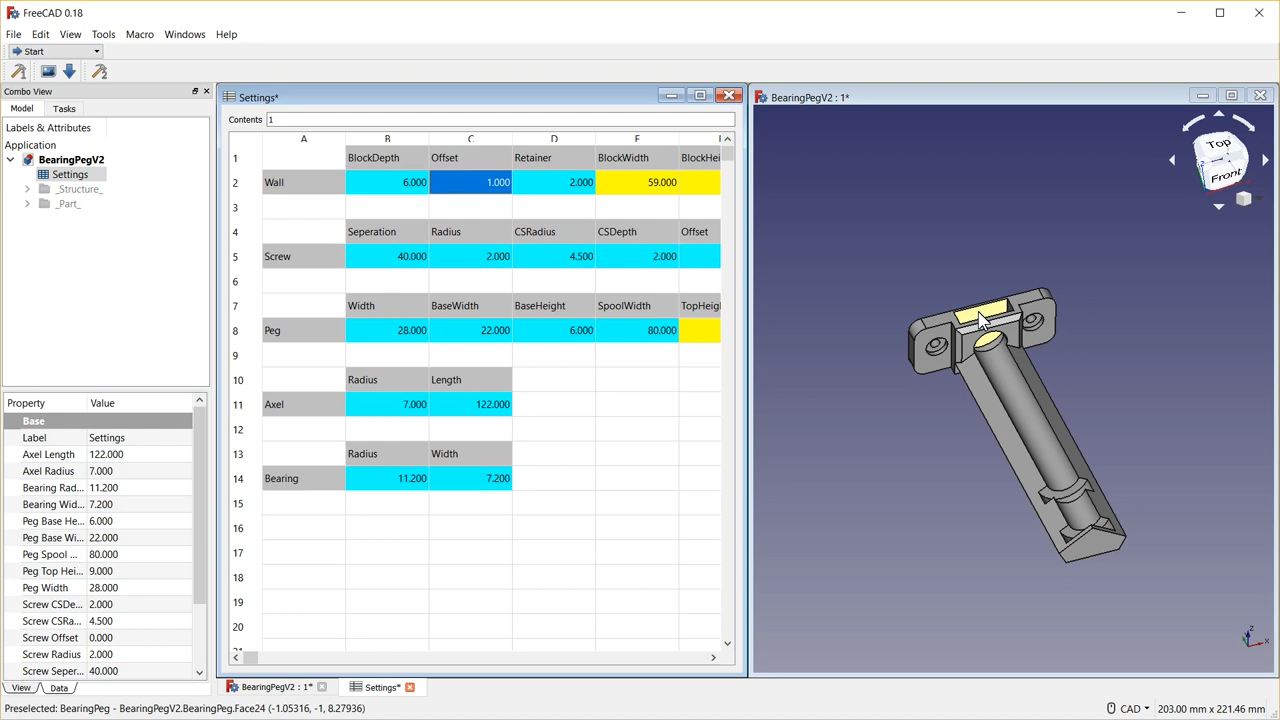 FreeCAD 0.18
File Edit View Tools Macro Windows Help
Start
Combo View
Model Tasks
Labels & Attributes
Application
BearingPegV2
Settings
_Structure_
_Part_
Property Value
Base
Label Settings
Axel Length 122.000
Axel Radius 7.000
Bearing Rad... 11.200
Bearing Wid... 7.200
Peg Base He... 6.000
Peg Base Wi... 22.000
Peg Spool ... 80.000
Peg Top Hei... 9.000
Peg Width 28.000
Screw CSDe... 2.000
Screw CSRa... 4.500
Screw Offset 0.000
Screw Radius 2.000
Screw Seper... 40.000
View Data
Settings*
Contents 1
A B C D E
1 BlockDepth Offset Retainer BlockWidth BlockHei
2 Wall 6.000 1.000 2.000 59.000
3
4 Seperation Radius CSRadius CSDepth Offset
5 Screw 40.000 2.000 4.500 2.000
6
7 Width BaseWidth BaseHeight SpoolWidth TopHeig
8 Peg 28.000 22.000 6.000 80.000
9
10 Radius Length
11 Axel 7.000 122.000
12
13 Radius Width
14 Bearing 11.200 7.200
15
16
17
18
19
20
BearingPegV2 : 1*
Top
Front
z
x
BearingPegV2 : 1* Settings*
Preselected: BearingPeg - BearingPegV2.BearingPeg.Face24 (-1.05316, -1, 8.27936)
CAD 203.00 mm x 221.46 mm